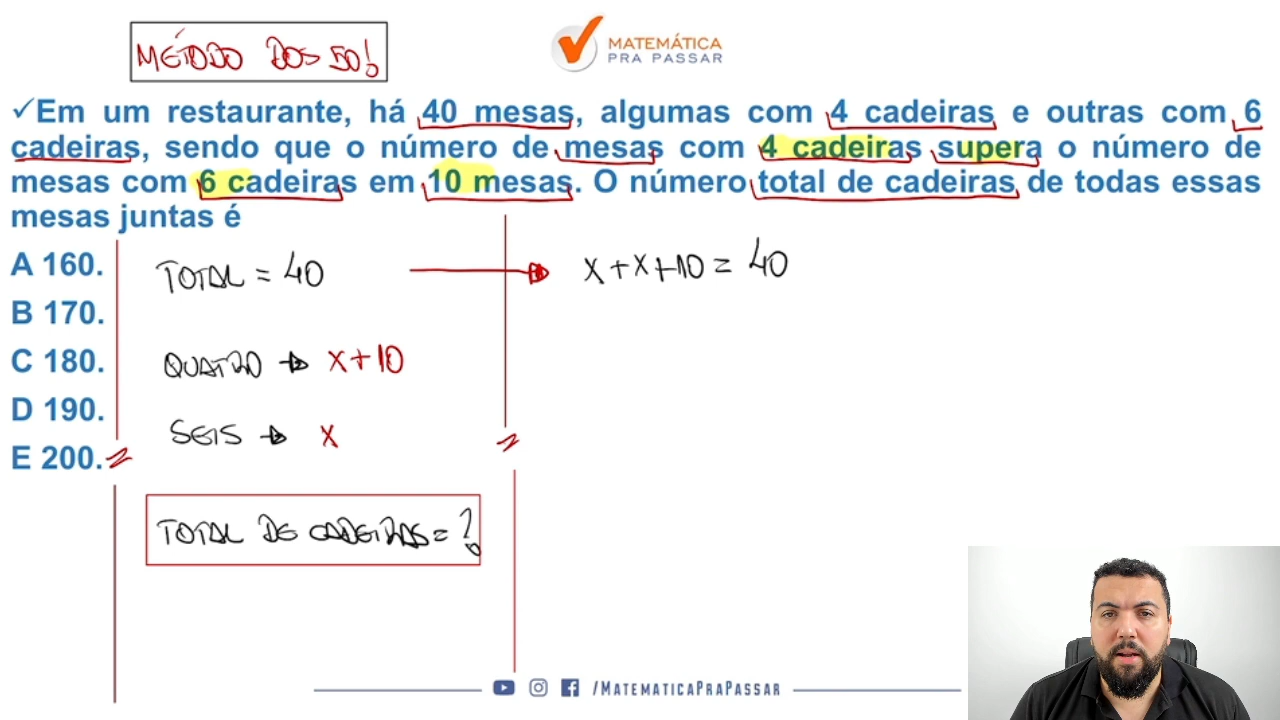 MÉTODO DOS 50!
MATEMÁTICA
PRA PASSAR
✓Em um restaurante, há 40 mesas, algumas com 4 cadeiras e outras com 6
cadeiras, sendo que o número de mesas com 4 cadeiras supera o número de
mesas com 6 cadeiras em 10 mesas. O número total de cadeiras de todas essas
mesas juntas é
A 160.
B 170.
C 180.
D 190.
E 200.
TOTAL = 40
x+x+10 = 40
QUATRO → x+10
SEIS → x
TOTAL DE CADEIRAS = ?
/MATEMATICAPRAPASSAR